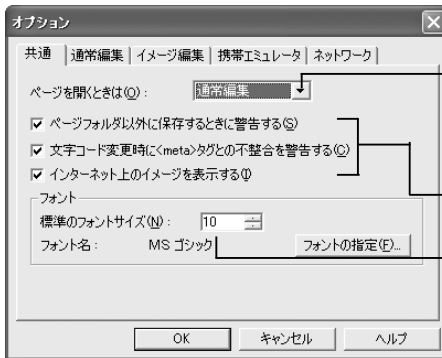 オプション
共通 通常編集 イメージ編集 携帯エミュレータ ネットワーク
ページを開くときは(O)： 通常編集
ページフォルダ以外に保存するときに警告する(S)
文字コード変更時に<meta>タグとの不整合を警告する(C)
インターネット上のイメージを表示する(I)
フォント
標準のフォントサイズ(N)： 10
フォント名： MS ゴシック フォントの指定(F)...
OK キャンセル ヘルプ